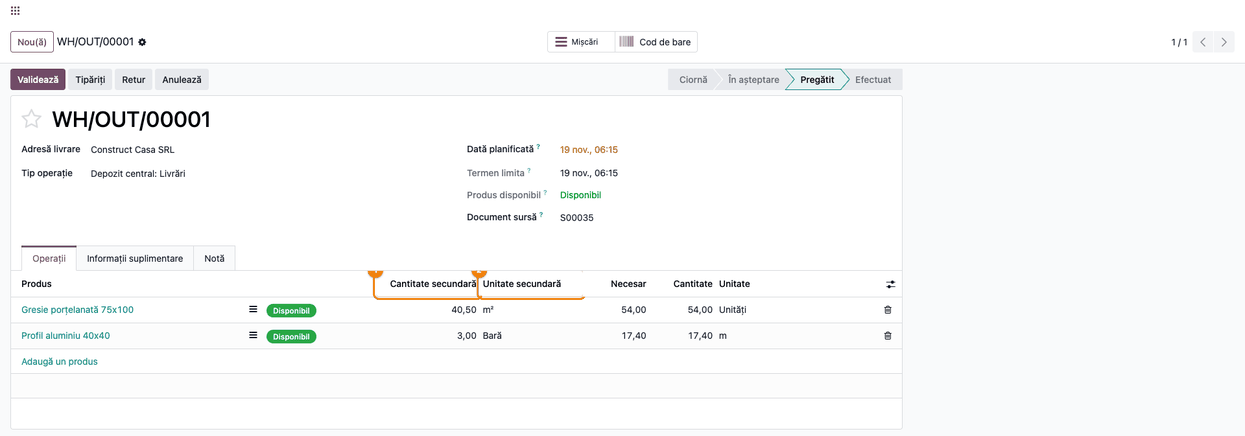 Nou(ă) WH/OUT/00001 Mișcări Cod de bare 1 / 1
Validează Tipăriți Retur Anulează Ciornă În așteptare Pregătit Efectuat
WH/OUT/00001
Adresă livrare Construct Casa SRL Dată planificată ? 19 nov., 06:15
Tip operație Depozit central: Livrări Termen limita ? 19 nov., 06:15
Produs disponibil ? Disponibil
Document sursă ? S00035
Operații Informații suplimentare Notă
Produs Cantitate secundară Unitate secundară Necesar Cantitate Unitate
Gresie porțelanată 75x100 Disponibil 40,50 m² 54,00 54,00 Unități
Profil aluminiu 40x40 Disponibil 3,00 Bară 17,40 17,40 m
Adaugă un produs